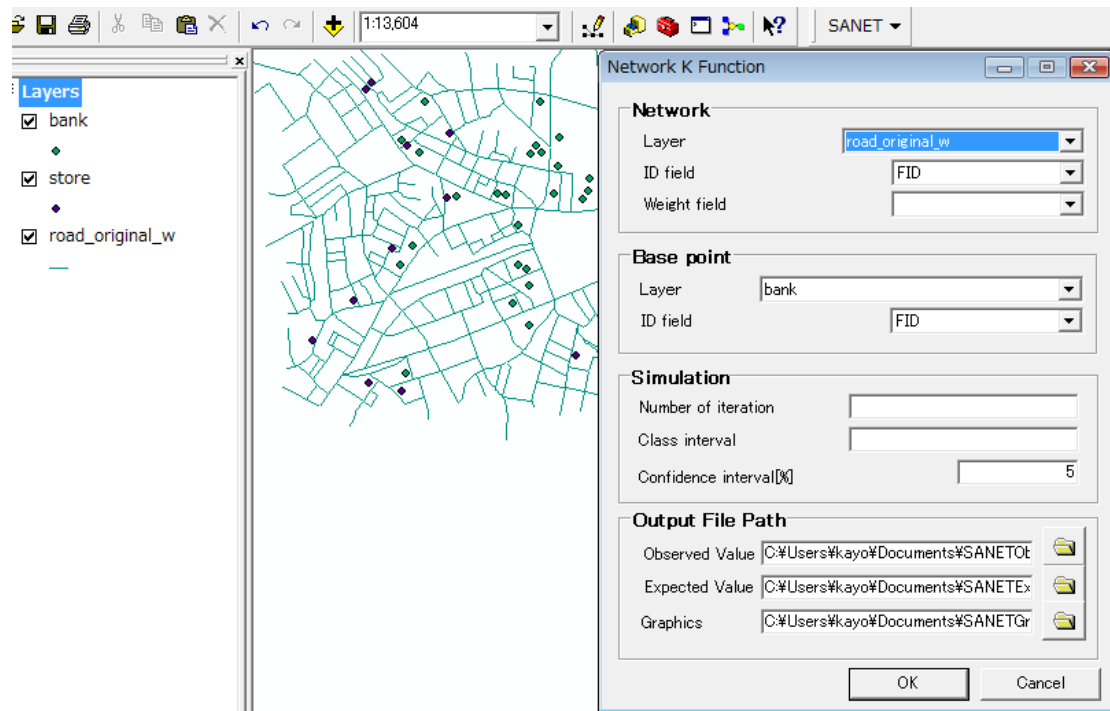 1:13,604
SANET
Layers
bank
store
road_original_w
Network K Function
Network
Layer
road_original_w
ID field
FID
Weight field
Base point
Layer
bank
ID field
FID
Simulation
Number of iteration
Class interval
Confidence interval[%]
5
Output File Path
Observed Value
C:¥Users¥kayo¥Documents¥SANETOb
Expected Value
C:¥Users¥kayo¥Documents¥SANETEx
Graphics
C:¥Users¥kayo¥Documents¥SANETGr
OK
Cancel